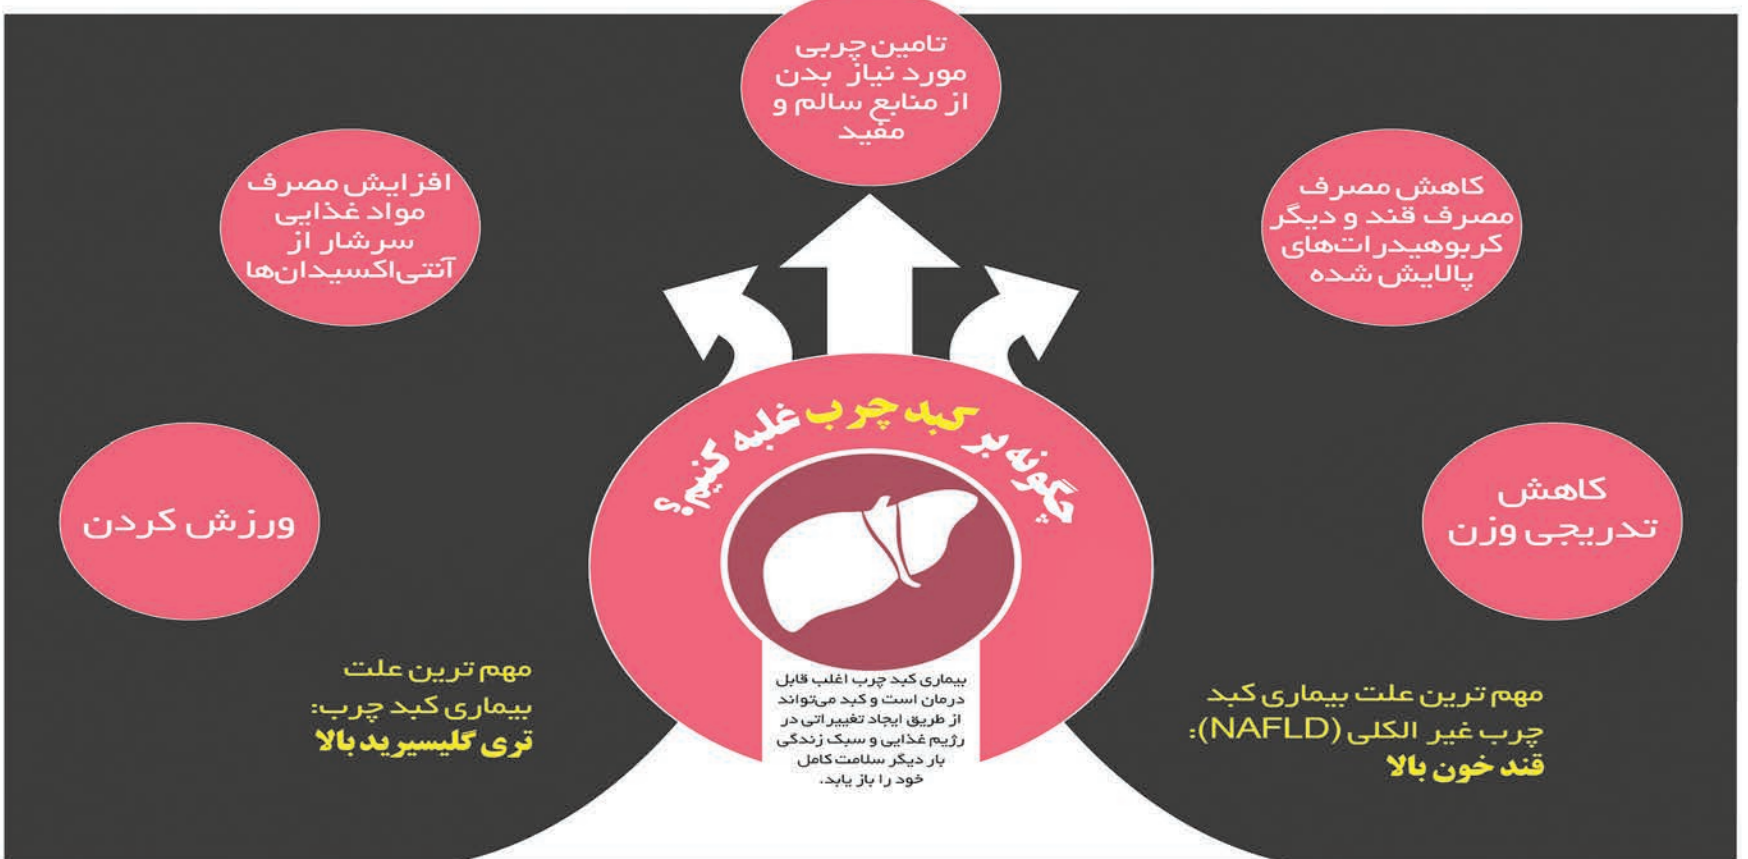 تامین چربی
مورد نیاز بدن
از منابع سالم و
مفید
کاهش مصرف
مصرف قند و دیگر
کربوهیدرات‌های
پالایش شده
افزایش مصرف
مواد غذایی
سرشار از
آنتی‌اکسیدان‌ها
چگونه بر کبد چرب غلبه کنیم؟
کاهش
تدریجی وزن
ورزش کردن
بیماری کبد چرب اغلب قابل
درمان است و کبد می‌تواند
از طریق ایجاد تغییراتی در
رژیم غذایی و سبک زندگی
بار دیگر سلامت کامل
خود را باز یابد.
مهم ترین علت بیماری کبد
چرب غیر الکلی (NAFLD):
قند خون بالا
مهم ترین علت
بیماری کبد چرب:
تری گلیسیرید بالا